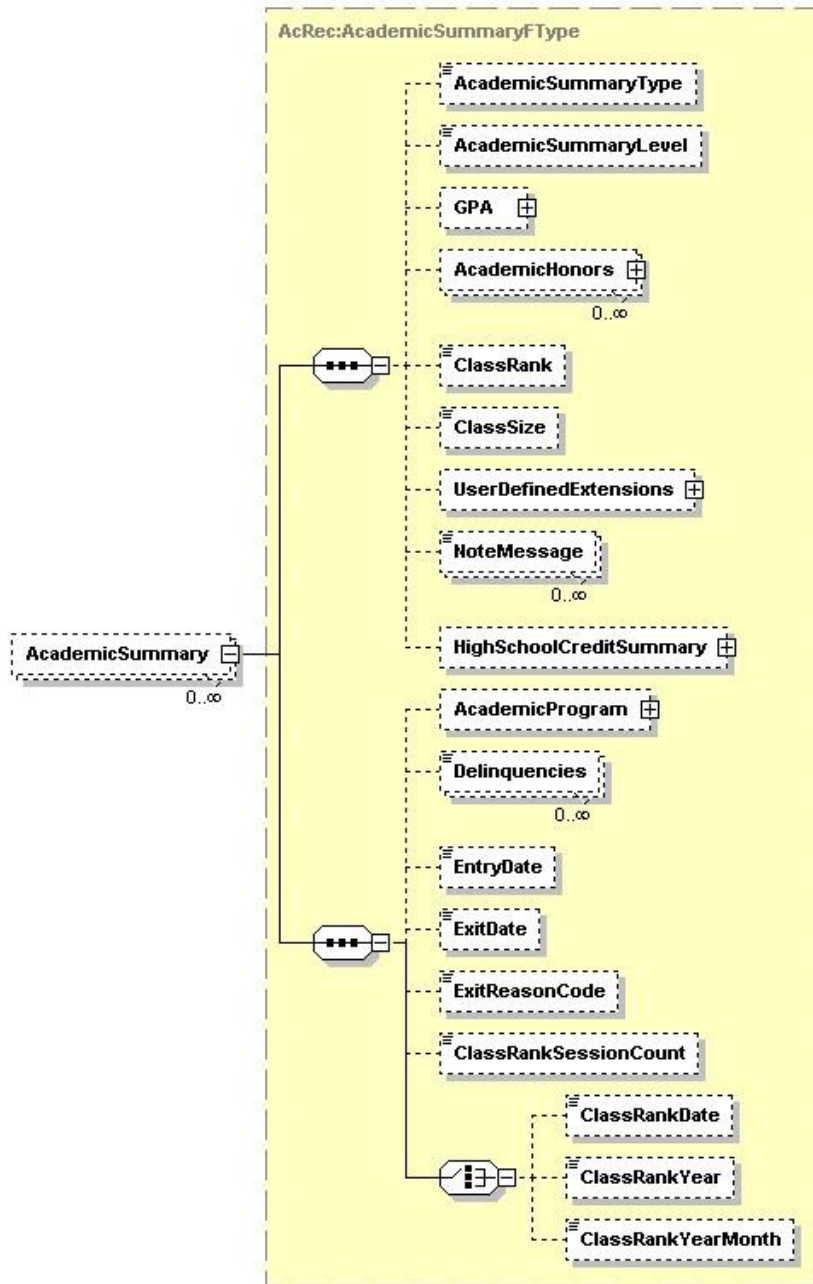 AcRec:AcademicSummaryFType
AcademicSummaryType
AcademicSummaryLevel
GPA
AcademicHonors
0..∞
ClassRank
ClassSize
UserDefinedExtensions
NoteMessage
0..∞
HighSchoolCreditSummary
AcademicSummary
0..∞
AcademicProgram
Delinquencies
0..∞
EntryDate
ExitDate
ExitReasonCode
ClassRankSessionCount
ClassRankDate
ClassRankYear
ClassRankYearMonth